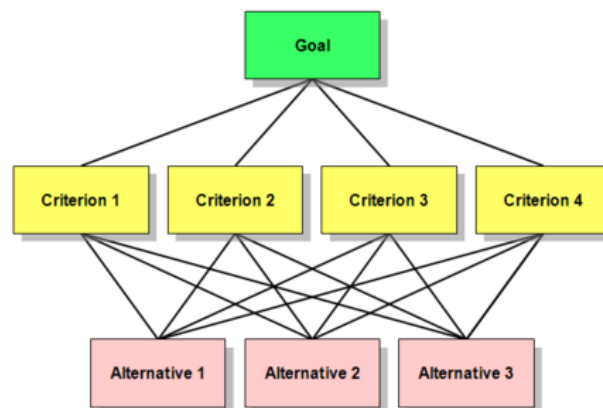 Goal
Criterion 1
Criterion 2
Criterion 3
Criterion 4
Alternative 1
Alternative 2
Alternative 3